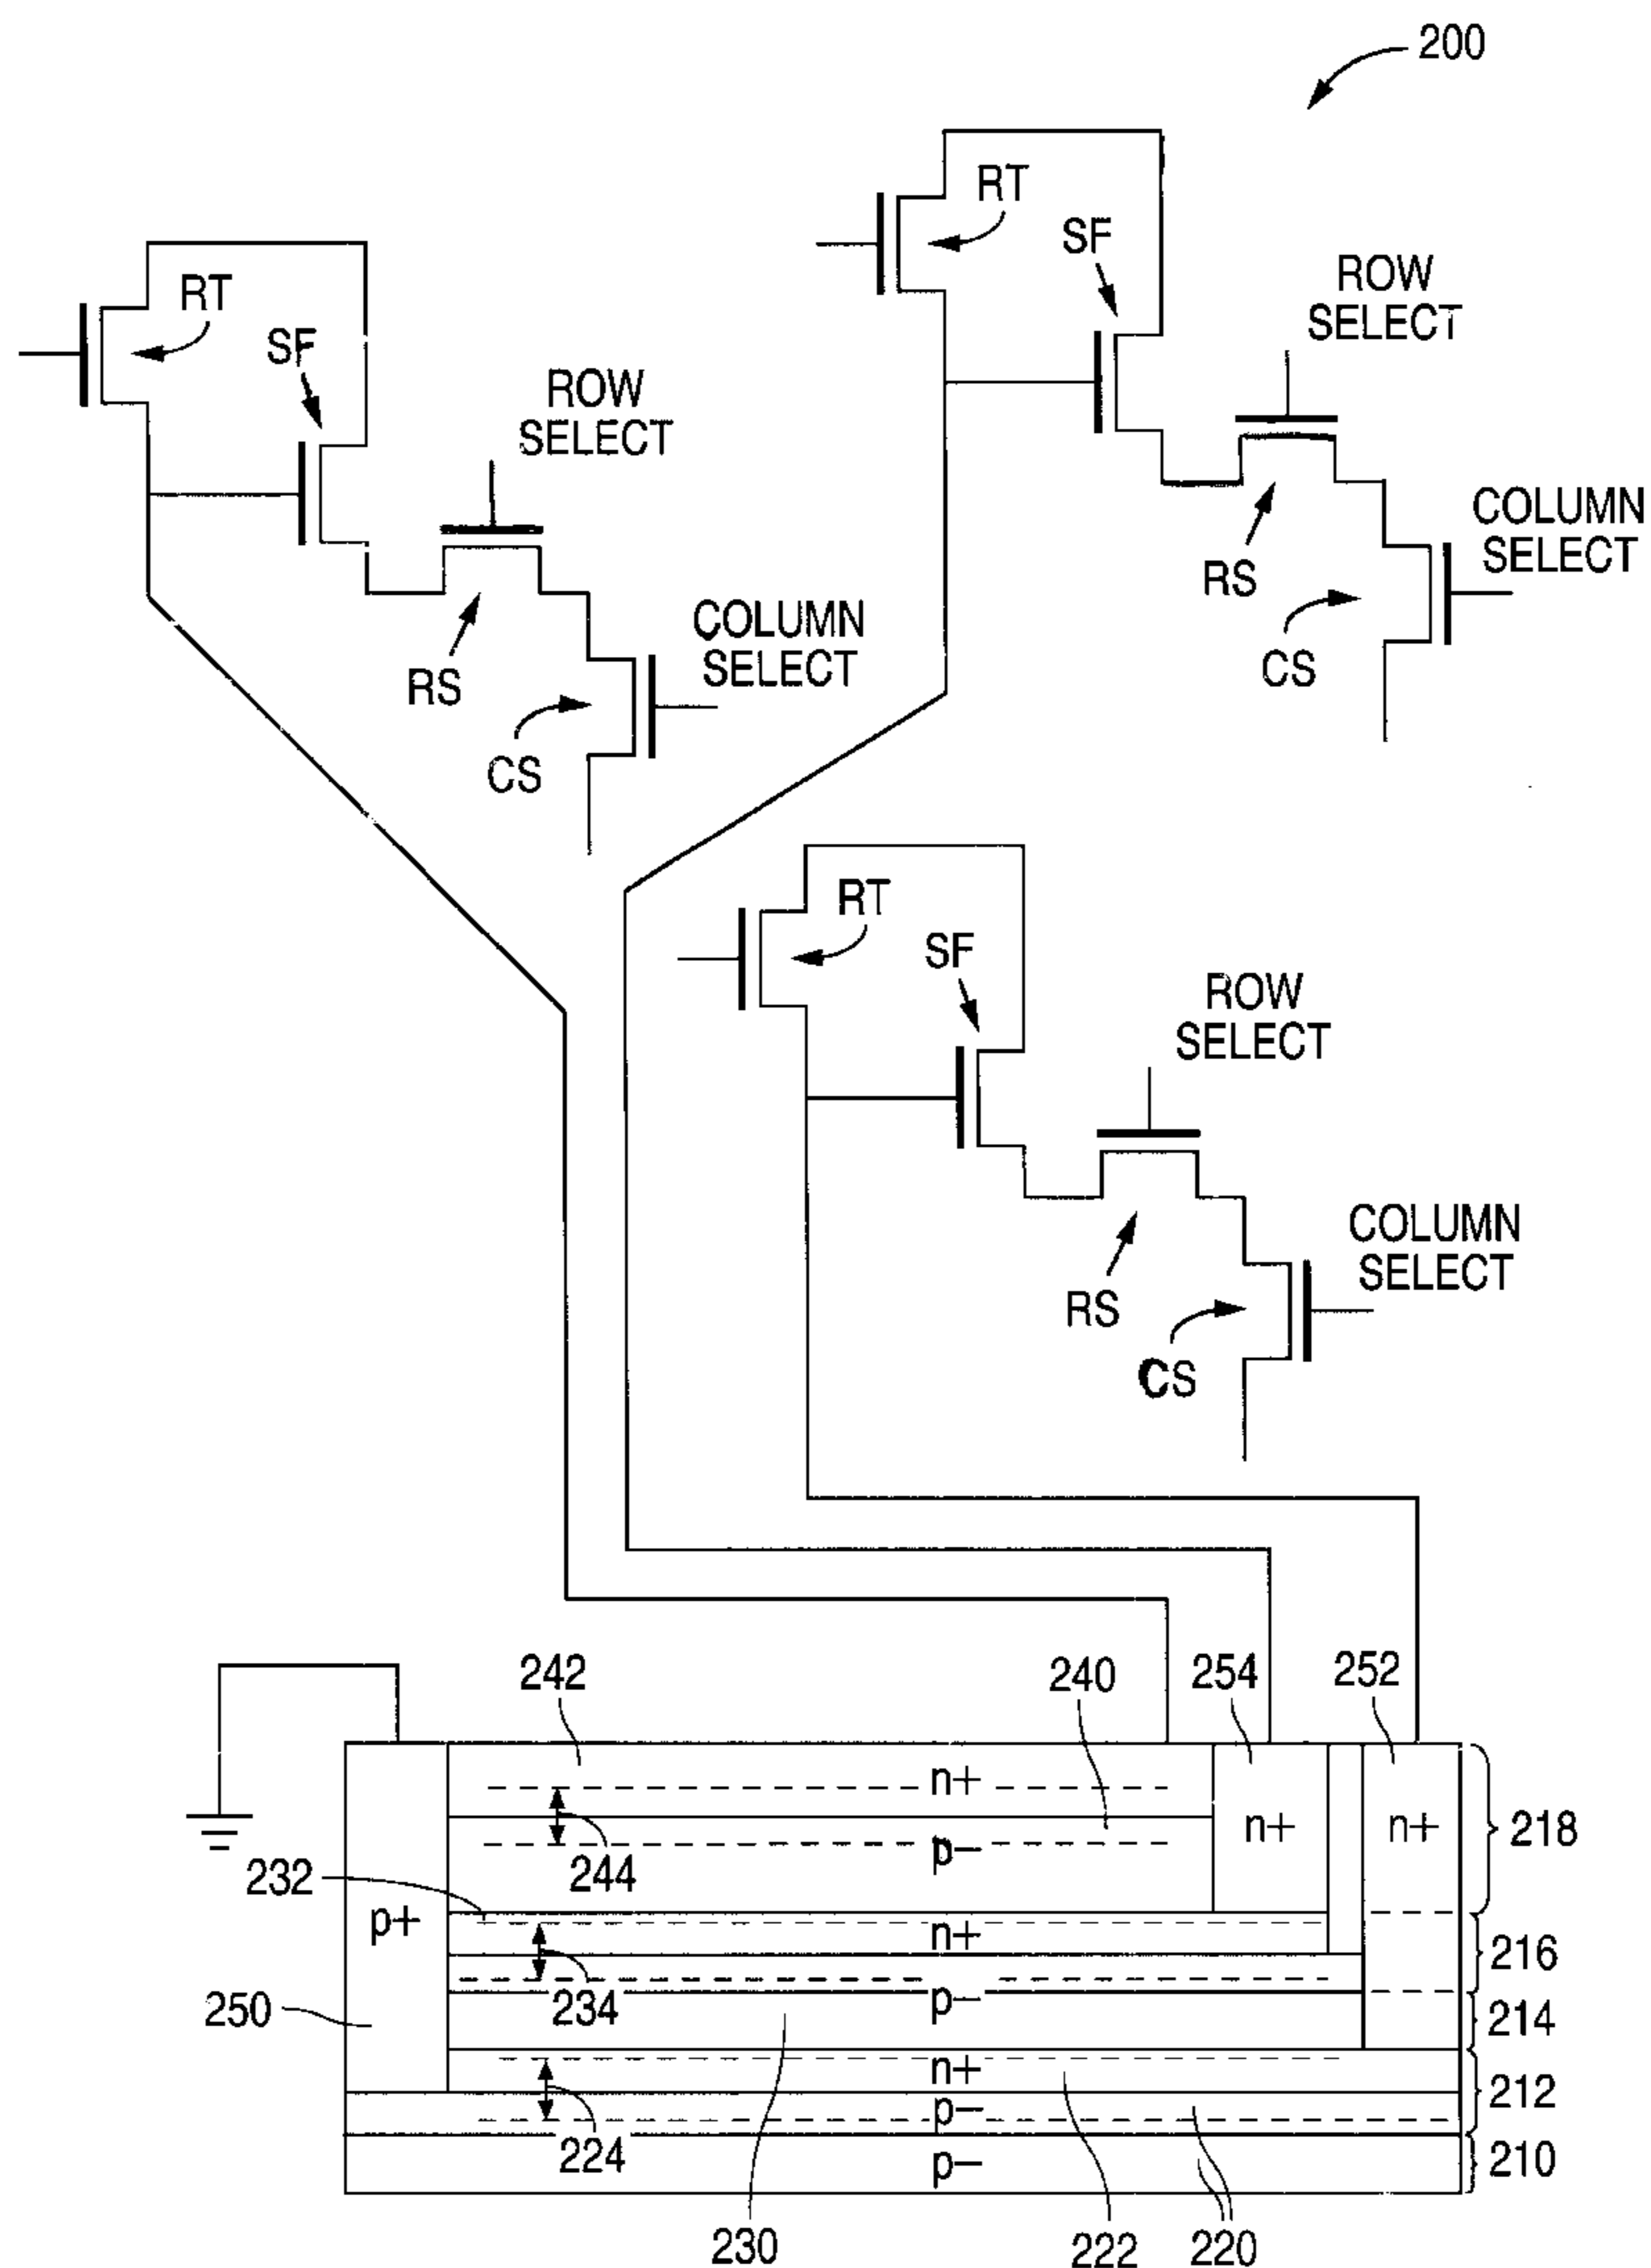 200
RT
SF
ROW
SELECT
RS
COLUMN
SELECT
CS
RT
SF
ROW
SELECT
RS
COLUMN
SELECT
CS
RT
SF
ROW
SELECT
RS
COLUMN
SELECT
CS
242
240
254
252
n+
p−
n+
n+
218
244
232
p+
n+
216
234
p−
250
214
n+
212
p−
224
p−
210
230
222
220